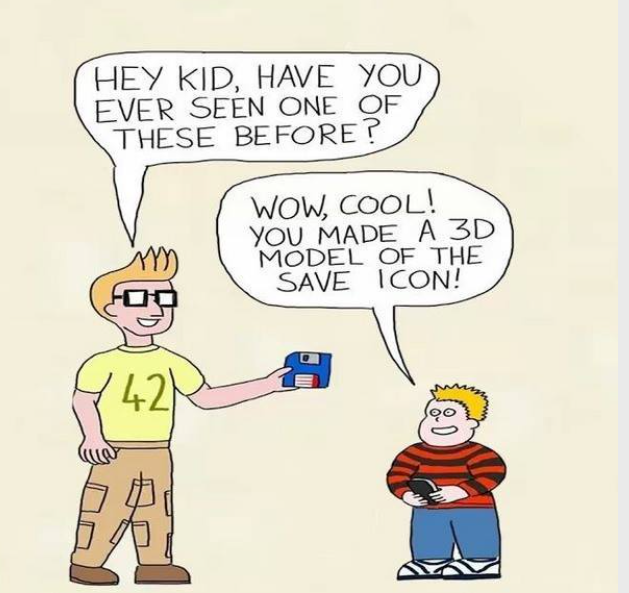 HEY KID, HAVE YOU
EVER SEEN ONE OF
THESE BEFORE?
WOW, COOL!
YOU MADE A 3D
MODEL OF THE
SAVE ICON!
42